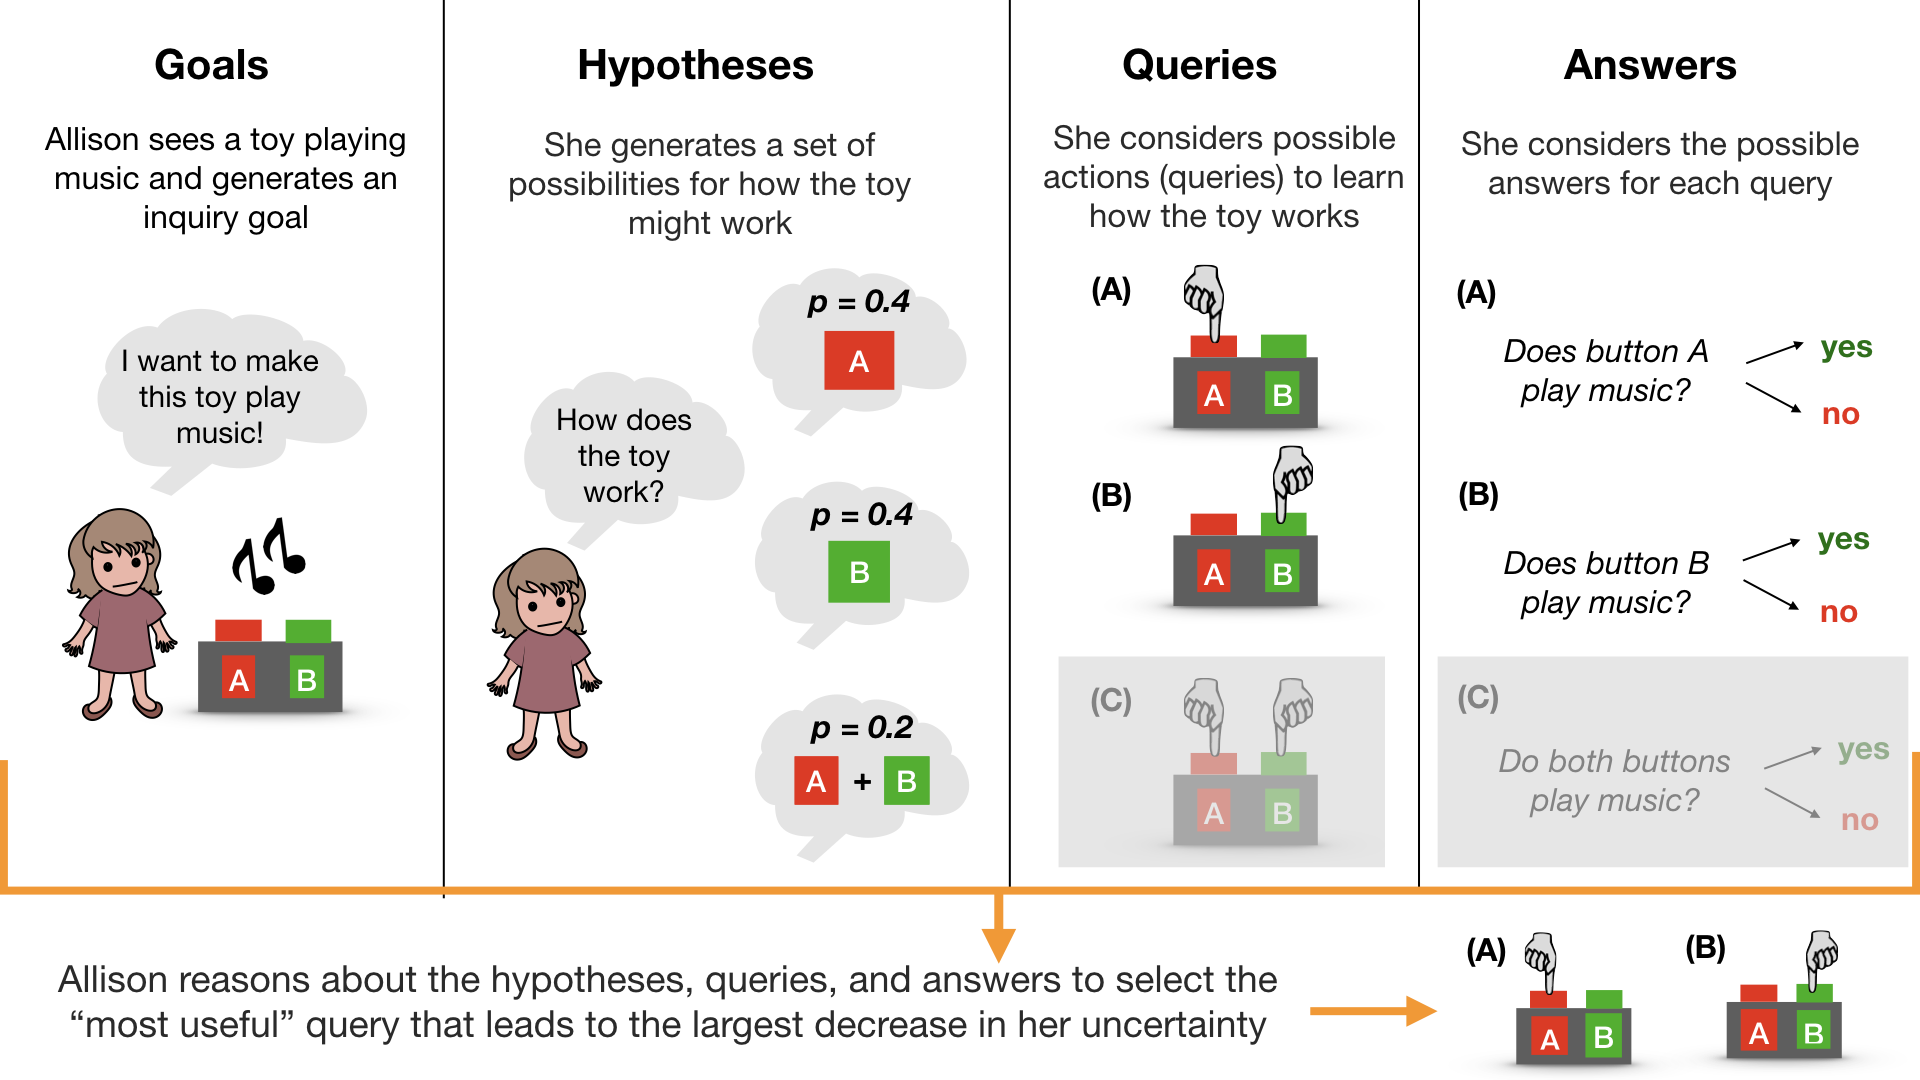 Goals
Allison sees a toy playing
music and generates an
inquiry goal
I want to make
this toy play
music!
A B
Hypotheses
She generates a set of
possibilities for how the toy
might work
How does
the toy
work?
p = 0.4
A
p = 0.4
B
p = 0.2
A + B
Queries
She considers possible
actions (queries) to learn
how the toy works
(A)
A B
(B)
A B
(C)
A B
Answers
She considers the possible
answers for each query
(A)
Does button A
play music?
yes
no
(B)
Does button B
play music?
yes
no
(C)
Do both buttons
play music?
yes
no
Allison reasons about the hypotheses, queries, and answers to select the
“most useful” query that leads to the largest decrease in her uncertainty
(A)
A B
(B)
A B